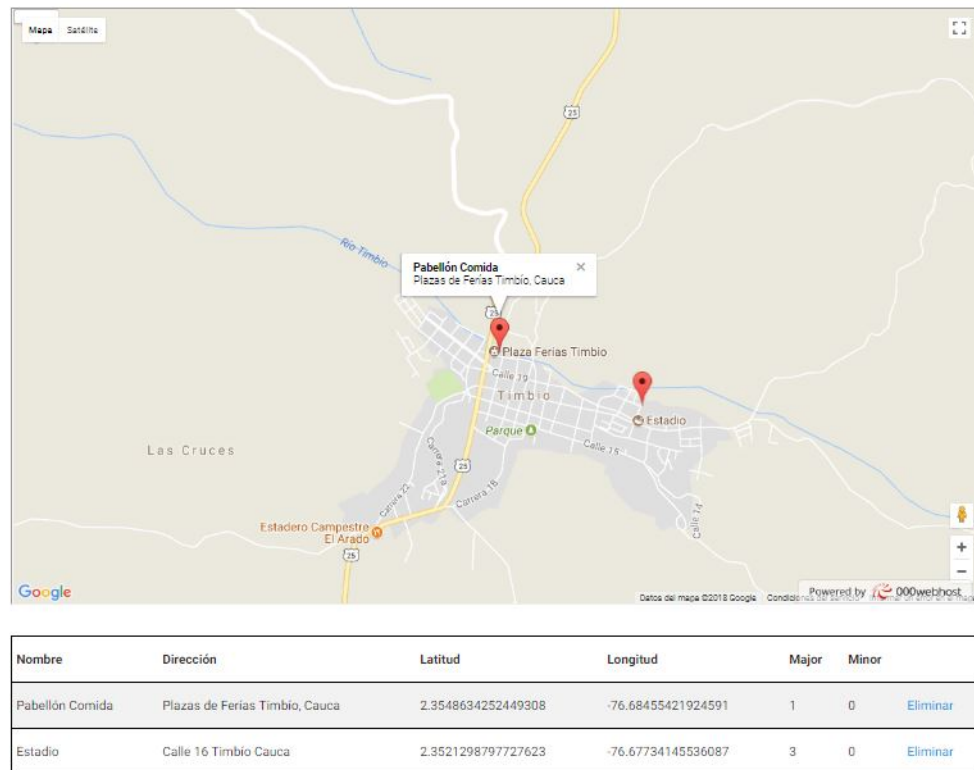 Mapa Satélite
25
Río Timbío
Pabellón Comida
Plazas de Ferias Timbío, Cauca
25
Plaza Ferias Timbio
Calle 19
Timbío
Estadio
Parque
Las Cruces
Calle 15
Carrera 21a
25
Carrera 22
Carrera 18
Calle 14
Estadero Campestre
El Arado
25
Google
Datos del mapa ©2018 Google
Powered by 000webhost
Nombre Dirección Latitud Longitud Major Minor
Pabellón Comida Plazas de Ferias Timbío, Cauca 2.3548634252449308 -76.68455421924591 1 0 Eliminar
Estadio Calle 16 Timbío Cauca 2.3521298797727623 -76.67734145536087 3 0 Eliminar